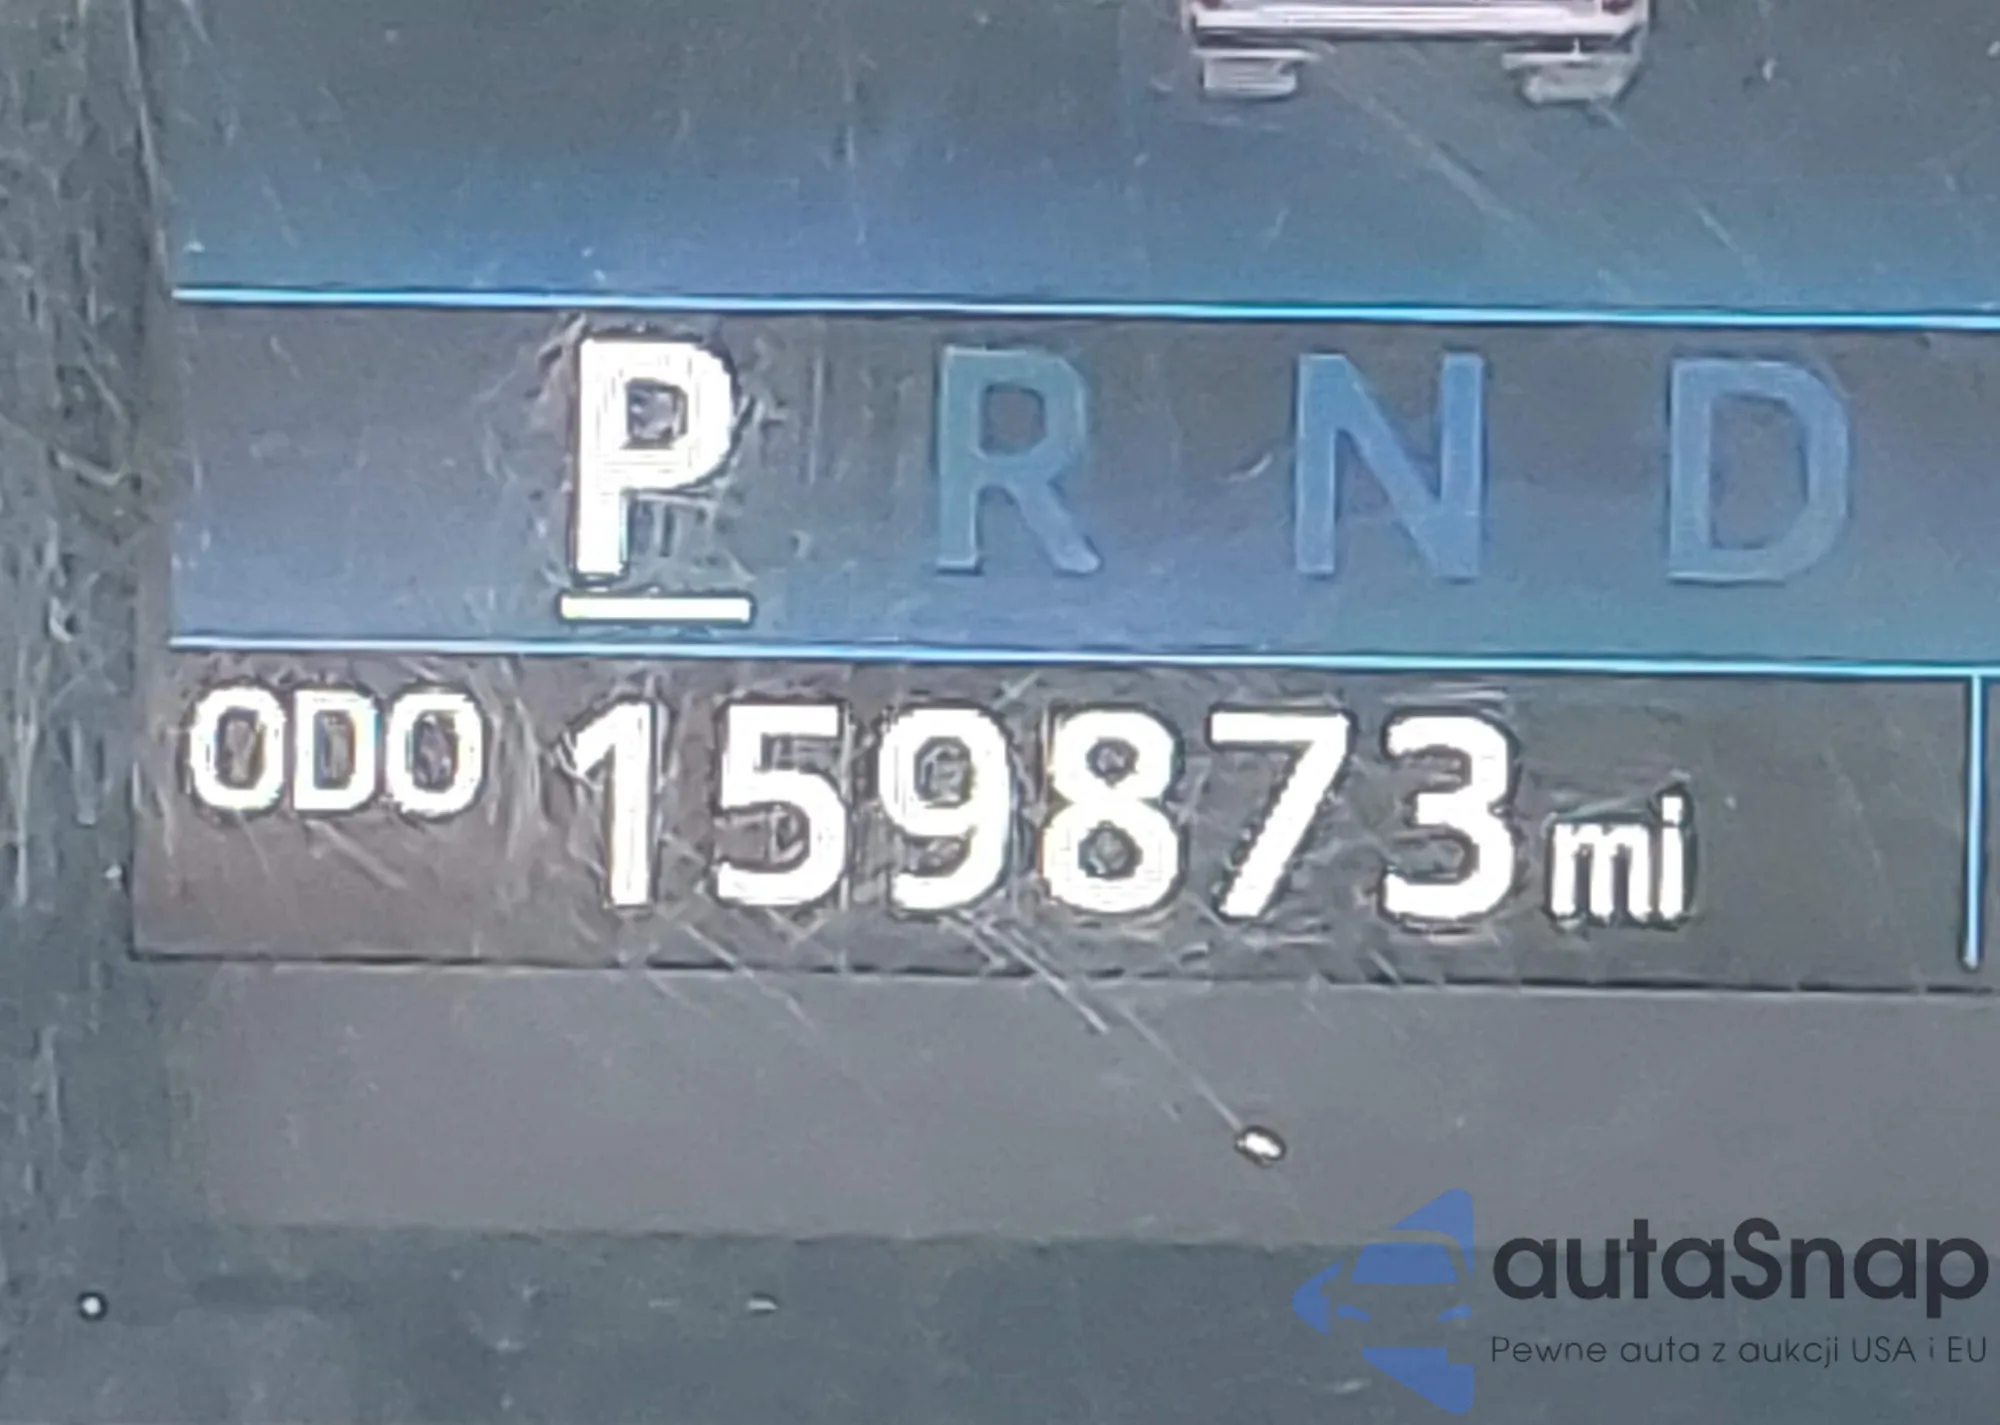 P R N D
ODO 159873 mi
autaSnap
Pewne auta z aukcji USA i EU